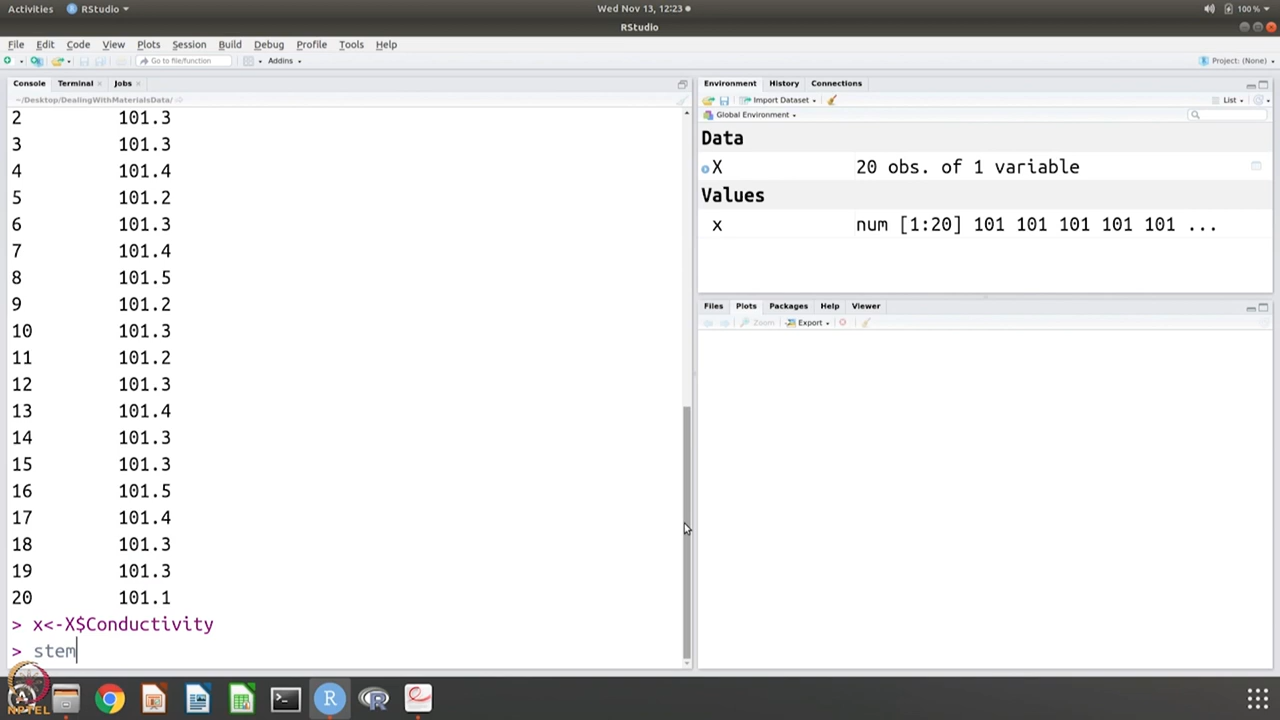 Activities RStudio Wed Nov 13, 12:23 100 %
RStudio
File Edit Code View Plots Session Build Debug Profile Tools Help
Go to file/function Addins Project: (None)
Console Terminal Jobs
~/Desktop/DealingWithMaterialsData/
2 101.3
3 101.3
4 101.4
5 101.2
6 101.3
7 101.4
8 101.5
9 101.2
10 101.3
11 101.2
12 101.3
13 101.4
14 101.3
15 101.3
16 101.5
17 101.4
18 101.3
19 101.3
20 101.1
> x<-X$Conductivity
> stem
Environment History Connections
Import Dataset List
Global Environment
Data
X 20 obs. of 1 variable
Values
x num [1:20] 101 101 101 101 101 ...
Files Plots Packages Help Viewer
Zoom Export
NPTEL